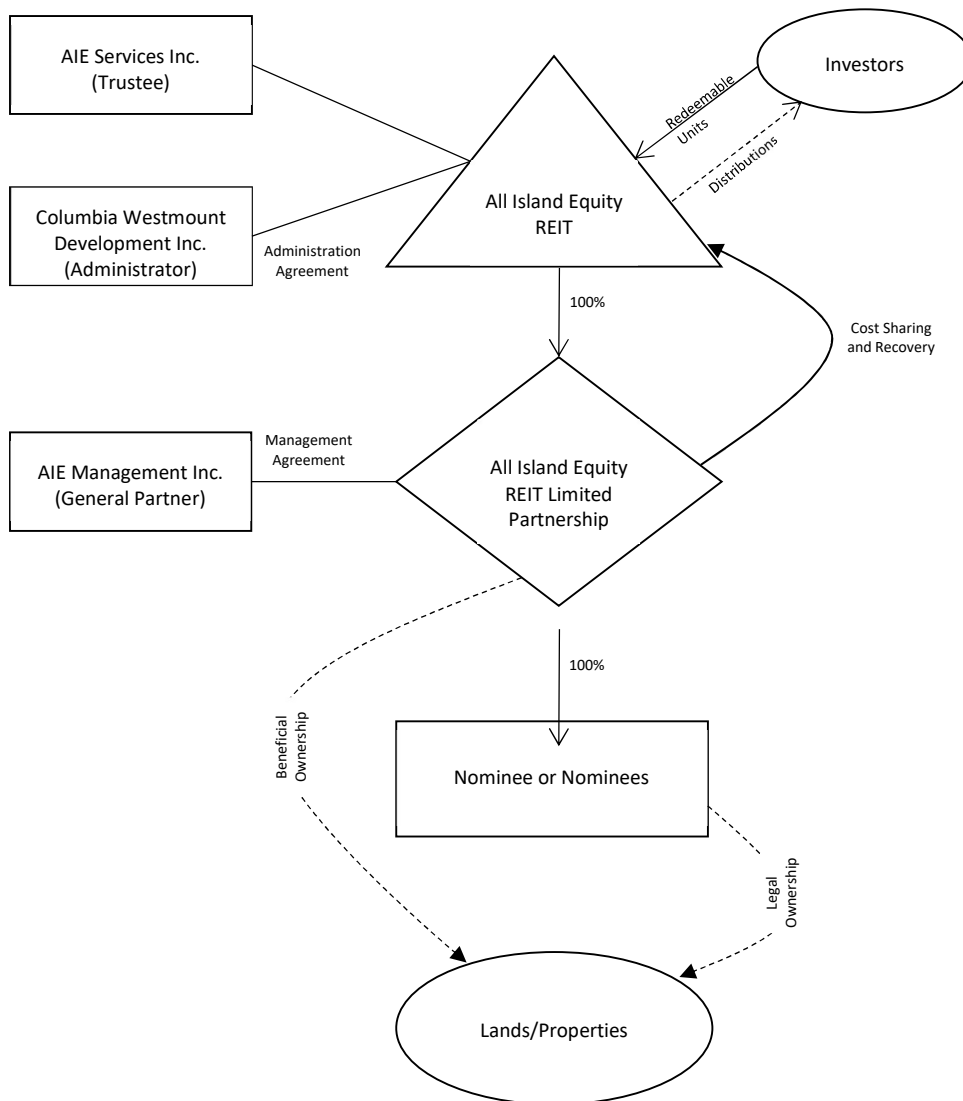 AIE Services Inc.
(Trustee)
Investors
Redeemable
Units
Distributions
All Island Equity
REIT
Columbia Westmount
Development Inc.
(Administrator)
Administration
Agreement
100%
Cost Sharing
and Recovery
Management
Agreement
AIE Management Inc.
(General Partner)
All Island Equity
REIT Limited
Partnership
100%
Beneficial
Ownership
Nominee or Nominees
Legal
Ownership
Lands/Properties